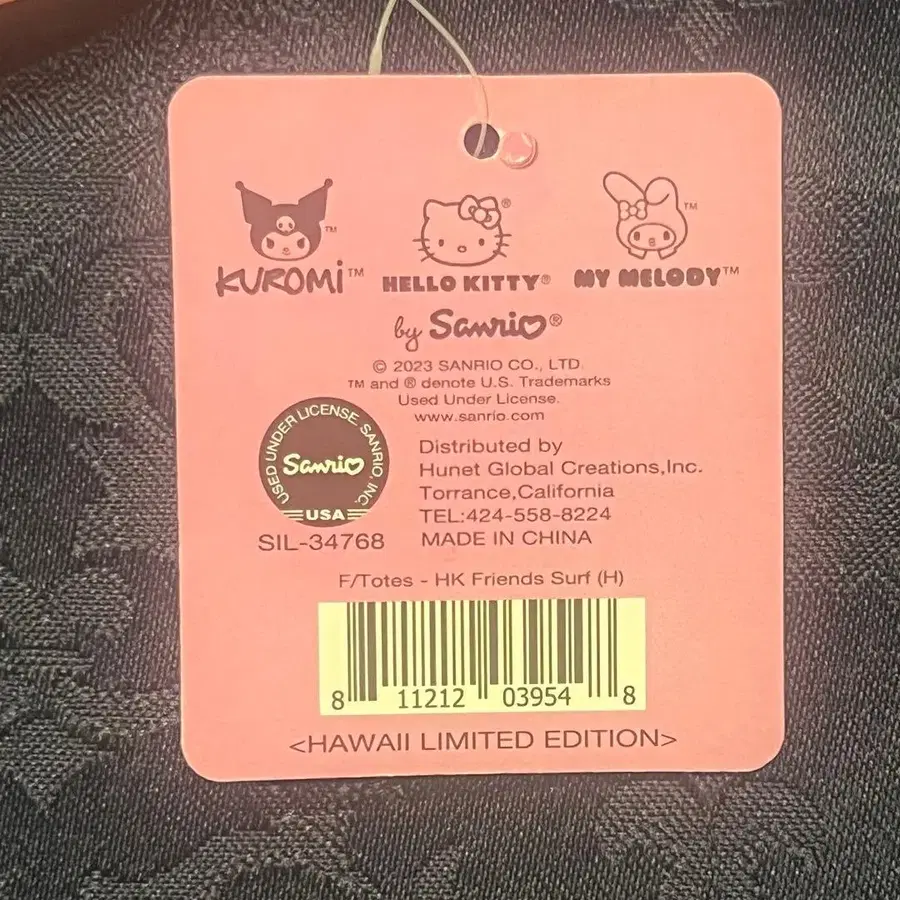 KUROMI™
HELLO KITTY®
MY MELODY™
by Sanrio®
© 2023 SANRIO CO., LTD.
™ and ® denote U.S. Trademarks
Used Under License.
www.sanrio.com
USED UNDER LICENSE. SANRIO, INC.
Sanrio
USA
SIL-34768
Distributed by
Hunet Global Creations,Inc.
Torrance,California
TEL:424-558-8224
MADE IN CHINA
F/Totes - HK Friends Surf (H)
8 11212 03954 8
<HAWAII LIMITED EDITION>